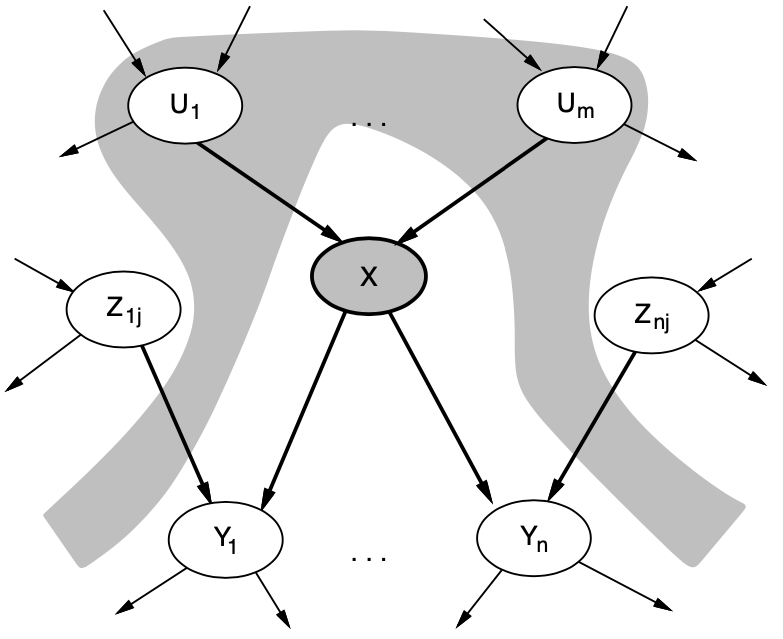 U1 ... Um
X
Z1j Znj
Y1 ... Yn